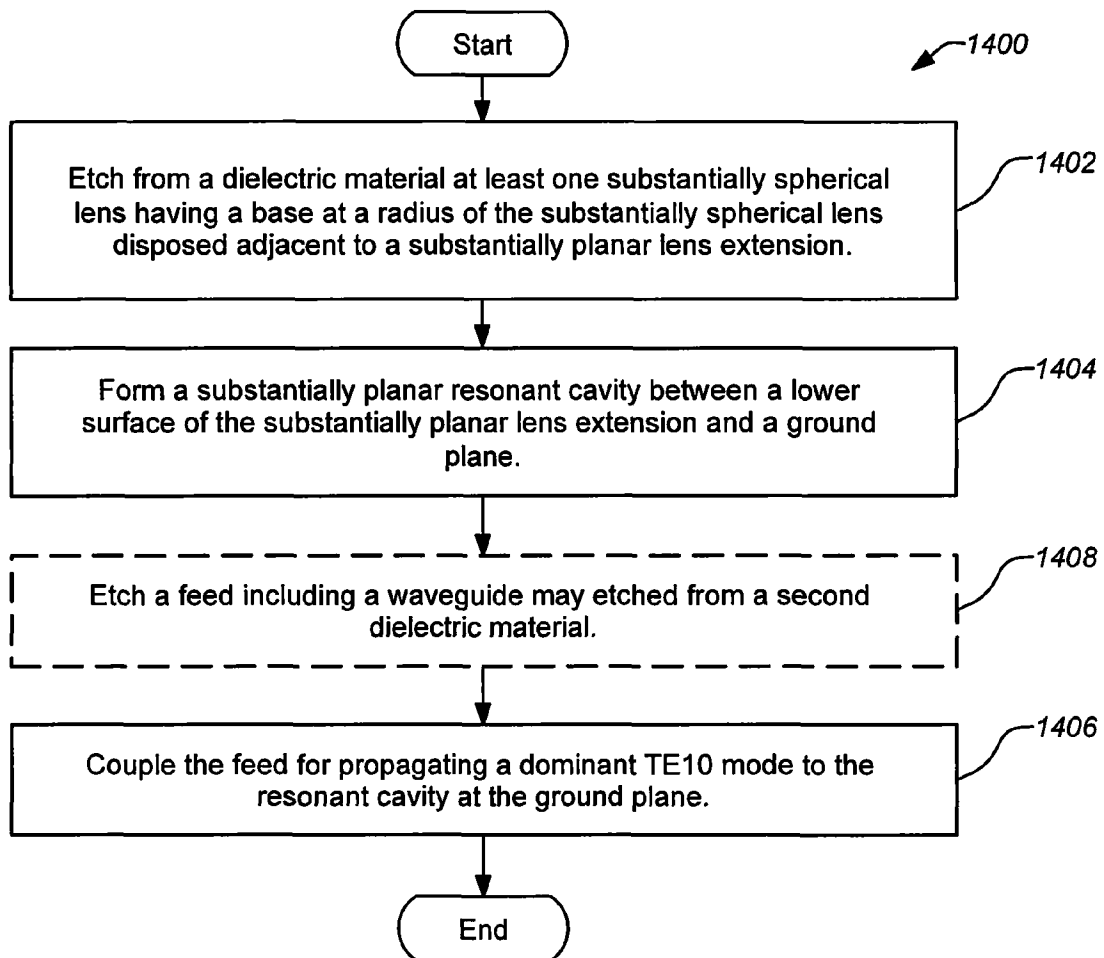 Start
1400
Etch from a dielectric material at least one substantially spherical
lens having a base at a radius of the substantially spherical lens
disposed adjacent to a substantially planar lens extension.
1402
Form a substantially planar resonant cavity between a lower
surface of the substantially planar lens extension and a ground
plane.
1404
Etch a feed including a waveguide may etched from a second
dielectric material.
1408
Couple the feed for propagating a dominant TE10 mode to the
resonant cavity at the ground plane.
1406
End